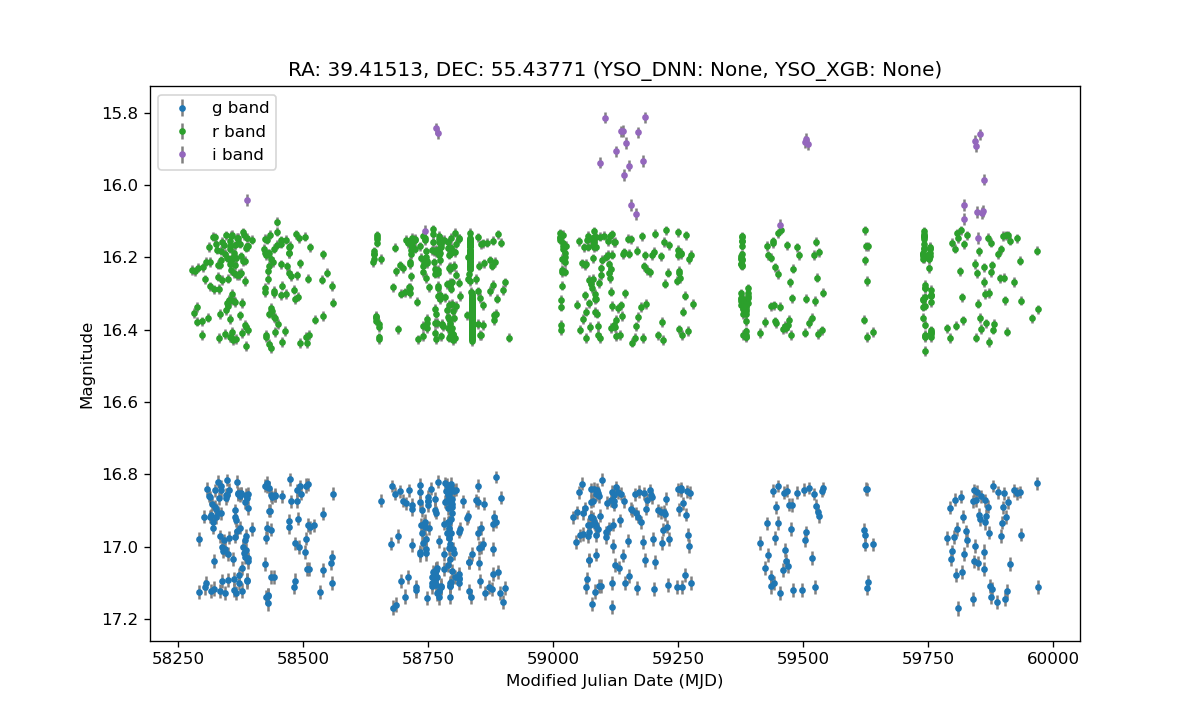 RA: 39.41513, DEC: 55.43771 (YSO_DNN: None, YSO_XGB: None)
g band
r band
i band
15.8
16.0
16.2
16.4
16.6
16.8
17.0
17.2
Magnitude
58250 58500 58750 59000 59250 59500 59750 60000
Modified Julian Date (MJD)